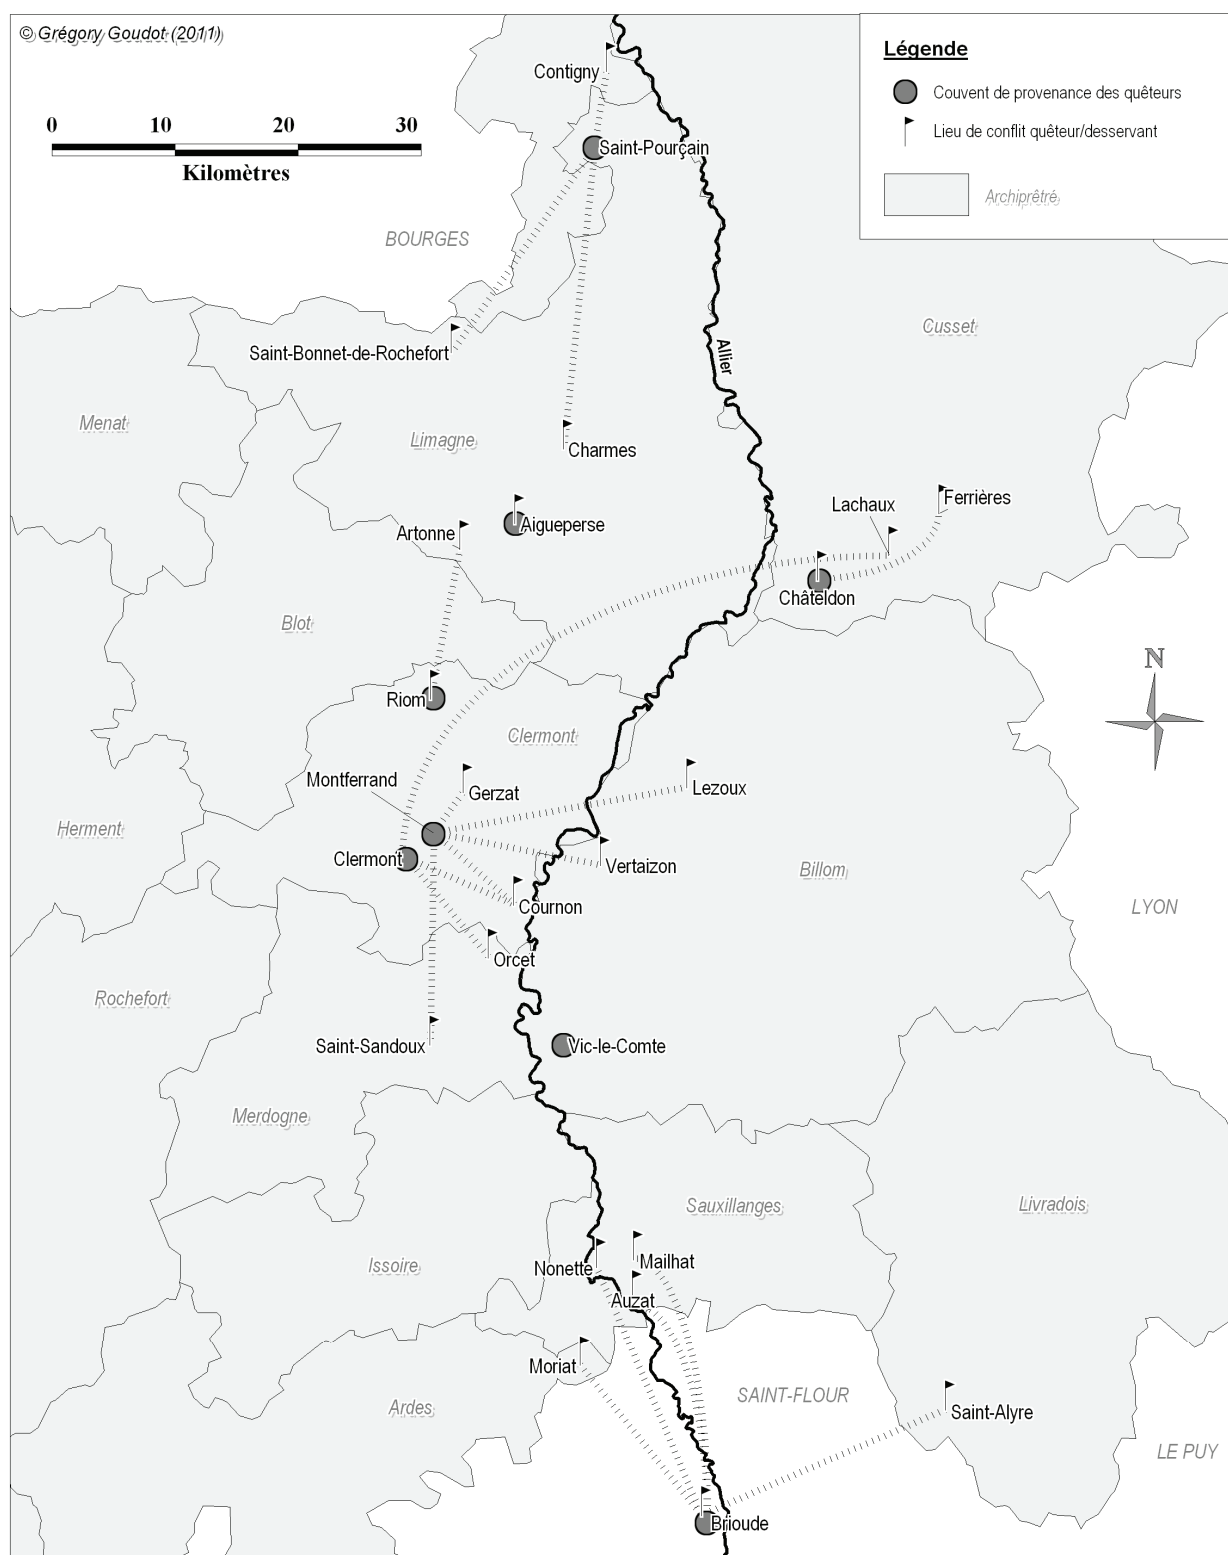 © Grégory Goudot (2011)
0 10 20 30
Kilomètres
Légende
Couvent de provenance des quêteurs
Lieu de conflit quêteur/desservant
Archiprêtré
Contigny
Saint-Pourçain
BOURGES
Cusset
Allier
Saint-Bonnet-de-Rochefort
Menat
Limagne
Charmes
Lachaux
Ferrières
Artonne
Aigueperse
Châteldon
Blot
N
Riom
Clermont
Montferrand
Gerzat
Lezoux
Herment
Clermont
Vertaizon
Billom
Cournon
LYON
Orcet
Rochefort
Saint-Sandoux
Vic-le-Comte
Merdogne
Sauxillanges
Livradois
Issoire
Nonette
Mailhat
Auzat
Moriat
SAINT-FLOUR
Ardes
Saint-Alyre
LE PUY
Brioude